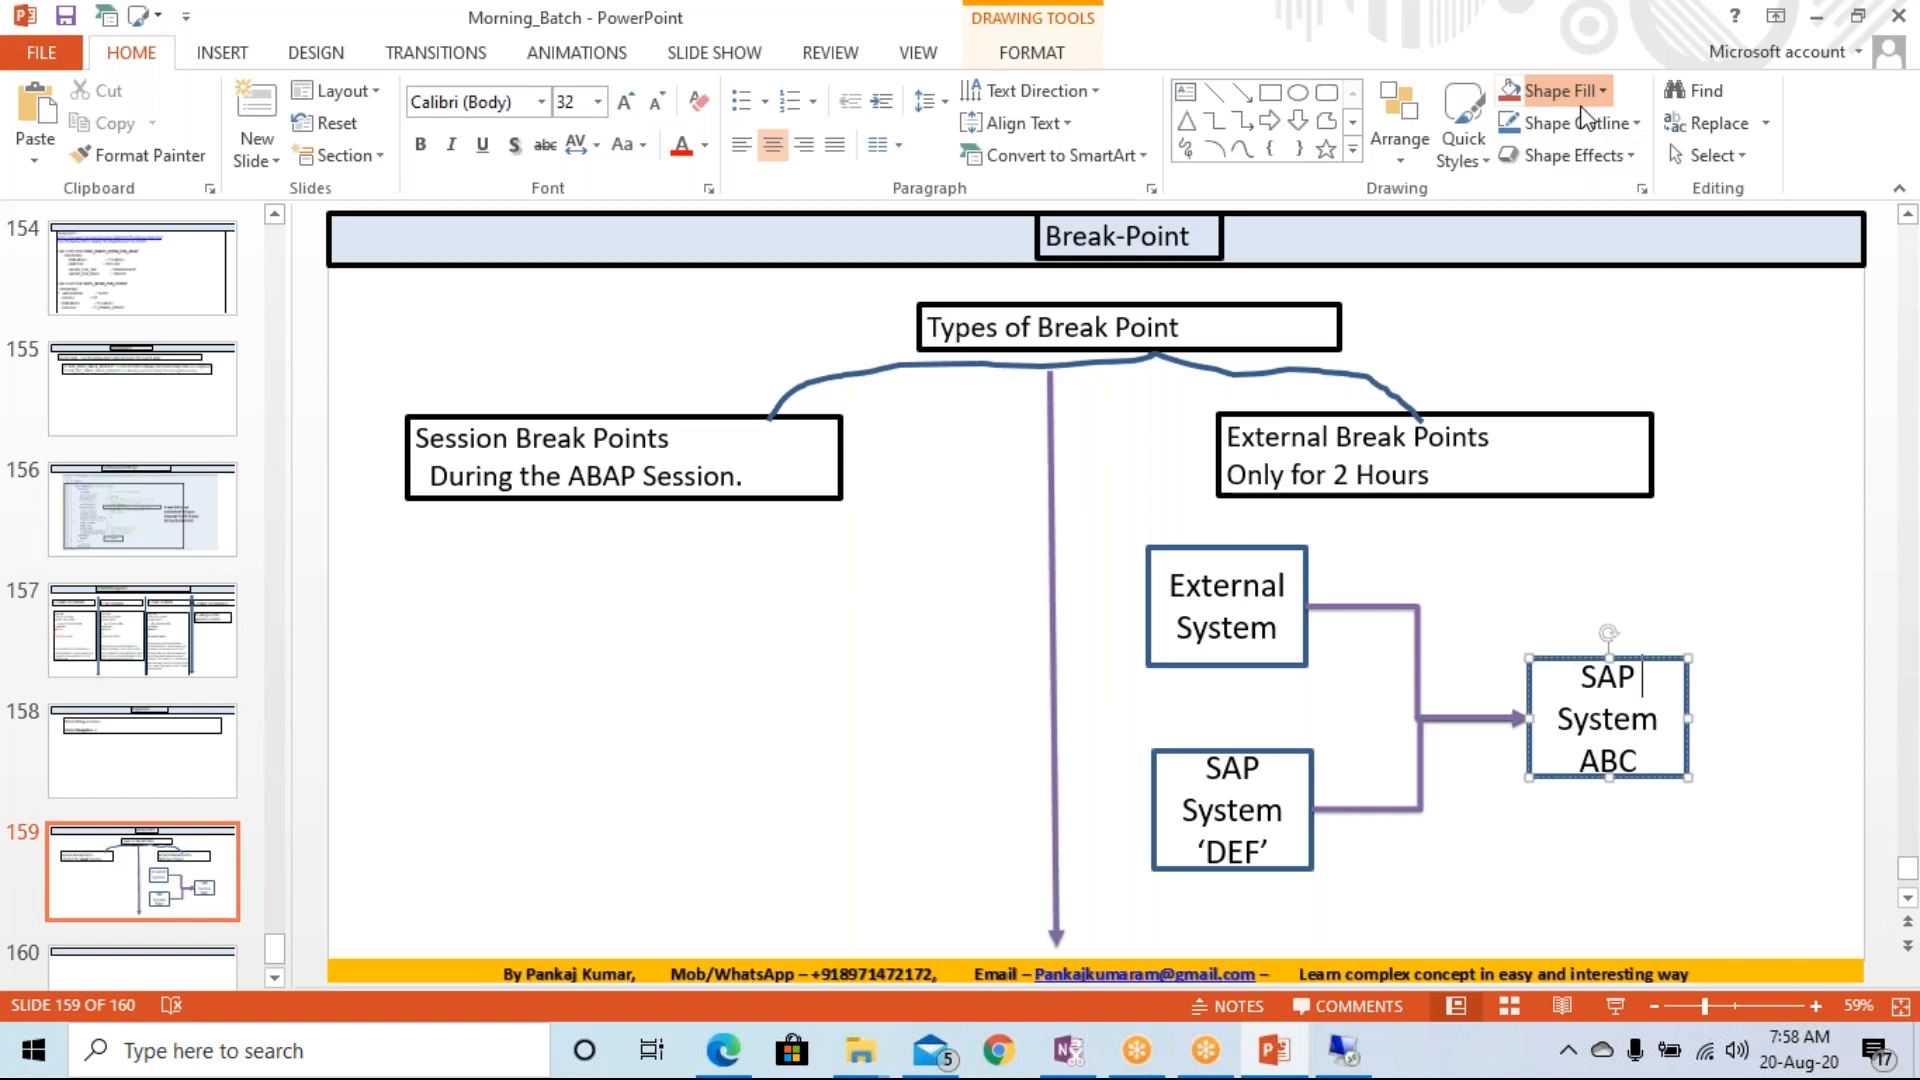 Morning_Batch - PowerPoint
DRAWING TOOLS
?
FILE
HOME
INSERT
DESIGN
TRANSITIONS
ANIMATIONS
SLIDE SHOW
REVIEW
VIEW
FORMAT
Microsoft account
Paste
Cut
Copy
Format Painter
Clipboard
New Slide
Layout
Reset
Section
Slides
Calibri (Body)
32
B I U S abc AV Aa A
Font
Text Direction
Align Text
Convert to SmartArt
Paragraph
Arrange
Quick Styles
Shape Fill
Shape Outline
Shape Effects
Drawing
Find
Replace
Select
Editing
154
155
156
157
158
159
160
Break-Point
Types of Break Point
Session Break Points
During the ABAP Session.
External Break Points
Only for 2 Hours
External
System
SAP
System
ABC
SAP
System
‘DEF’
By Pankaj Kumar, Mob/WhatsApp – +918971472172, Email – Pankajkumaram@gmail.com – Learn complex concept in easy and interesting way
SLIDE 159 OF 160
NOTES
COMMENTS
59%
Type here to search
5
7:58 AM
20-Aug-20
17